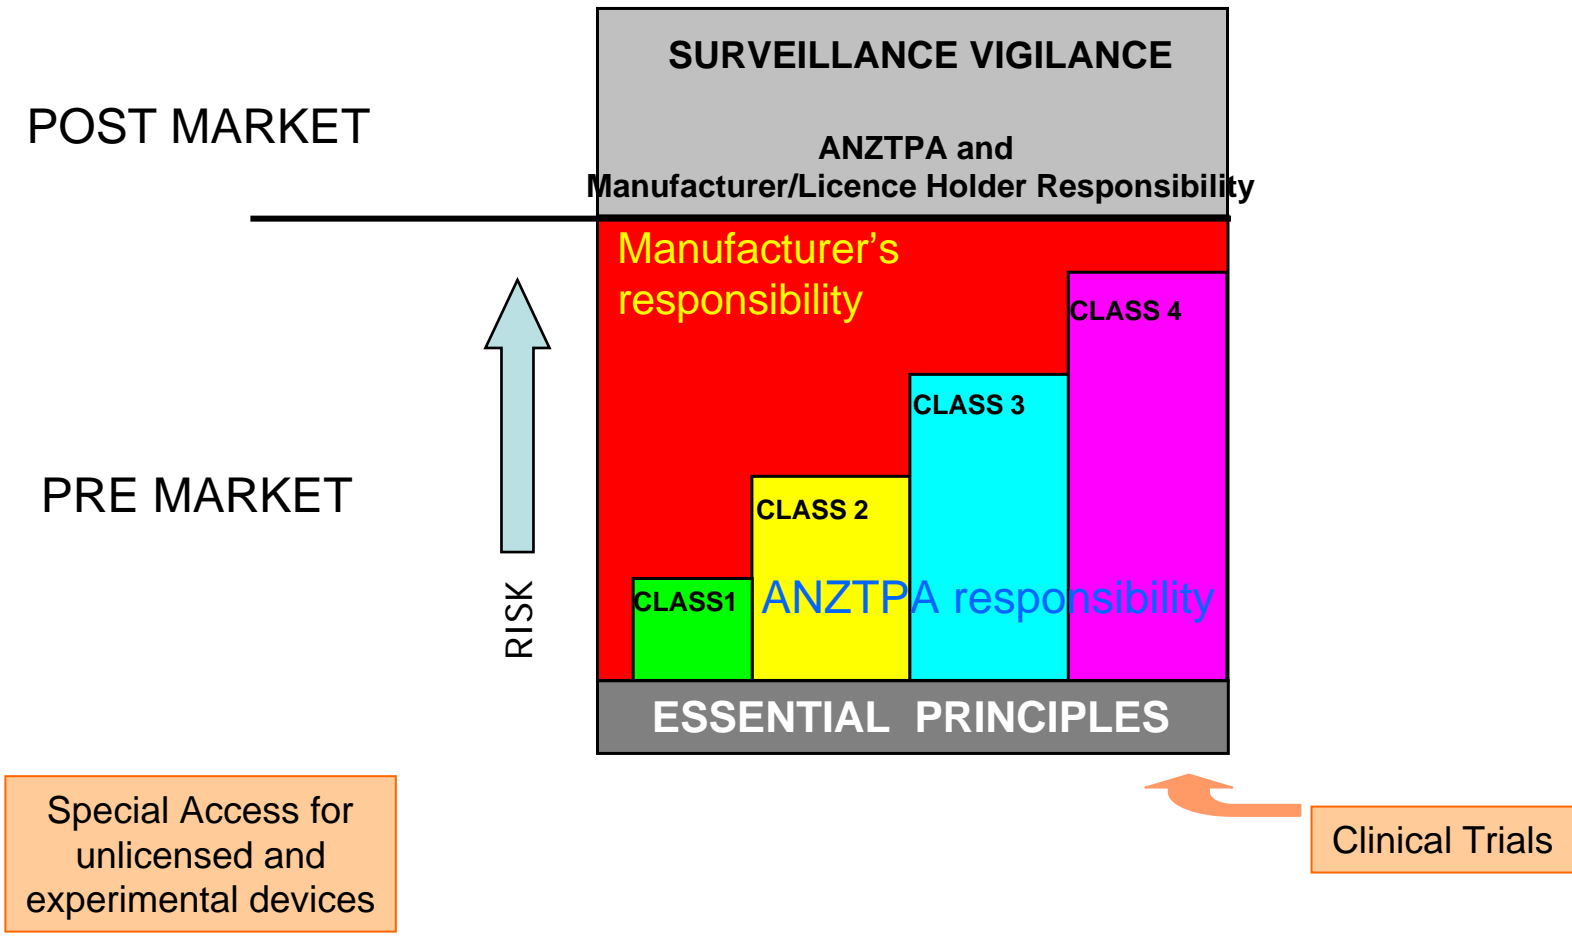 SURVEILLANCE VIGILANCE
POST MARKET
ANZTPA and
Manufacturer/Licence Holder Responsibility
Manufacturer’s
responsibility
CLASS 4
CLASS 3
PRE MARKET
CLASS 2
RISK
CLASS1
ANZTPA responsibility
ESSENTIAL PRINCIPLES
Special Access for
unlicensed and
experimental devices
Clinical Trials